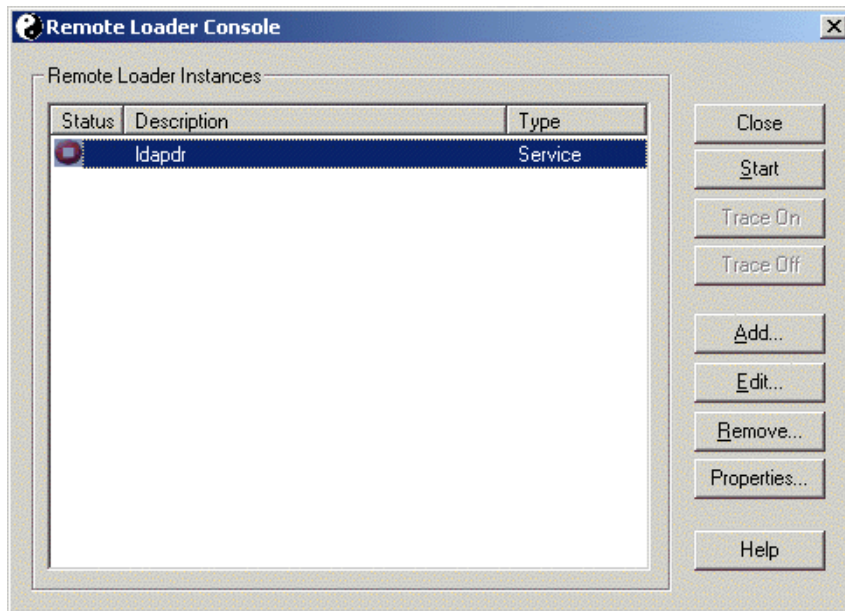 Remote Loader Console
Remote Loader Instances
Status Description Type
ldapdr Service
Close
Start
Trace On
Trace Off
Add...
Edit...
Remove...
Properties...
Help